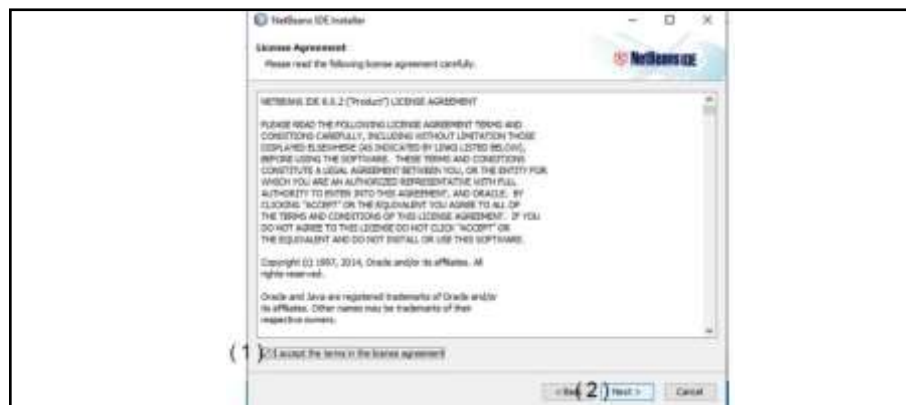 NetBeans IDE Installer
License Agreement
Please read the following license agreement carefully.
NetBeans IDE
NETBEANS IDE 8.0.2 ("Product") LICENSE AGREEMENT
PLEASE READ THE FOLLOWING LICENSE AGREEMENT TERMS AND
CONDITIONS CAREFULLY, INCLUDING WITHOUT LIMITATION THOSE
DISPLAYED ELSEWHERE (AS INDICATED BY LINKS LISTED BELOW),
BEFORE USING THE SOFTWARE. THESE TERMS AND CONDITIONS
CONSTITUTE A LEGAL AGREEMENT BETWEEN YOU, OR THE ENTITY FOR
WHICH YOU ARE AN AUTHORIZED REPRESENTATIVE WITH FULL
AUTHORITY TO ENTER INTO THIS AGREEMENT, AND ORACLE. BY
CLICKING "ACCEPT" OR THE EQUIVALENT YOU AGREE TO ALL OF
THE TERMS AND CONDITIONS OF THIS LICENSE AGREEMENT. IF YOU
DO NOT AGREE TO THIS LICENSE DO NOT CLICK "ACCEPT" OR
THE EQUIVALENT AND DO NOT INSTALL OR USE THIS SOFTWARE.
Copyright (c) 1997, 2014, Oracle and/or its affiliates. All
rights reserved.
Oracle and Java are registered trademarks of Oracle and/or
its affiliates. Other names may be trademarks of their
respective owners.
(1) I accept the terms in the license agreement
(2) Next > Cancel